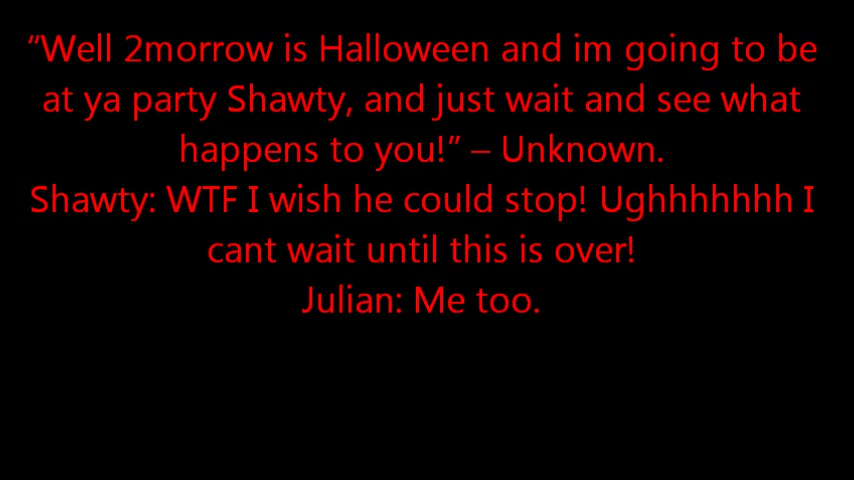 “Well 2morrow is Halloween and im going to be
at ya party Shawty, and just wait and see what
happens to you!” – Unknown.
Shawty: WTF I wish he could stop! Ughhhhhhh I
cant wait until this is over!
Julian: Me too.